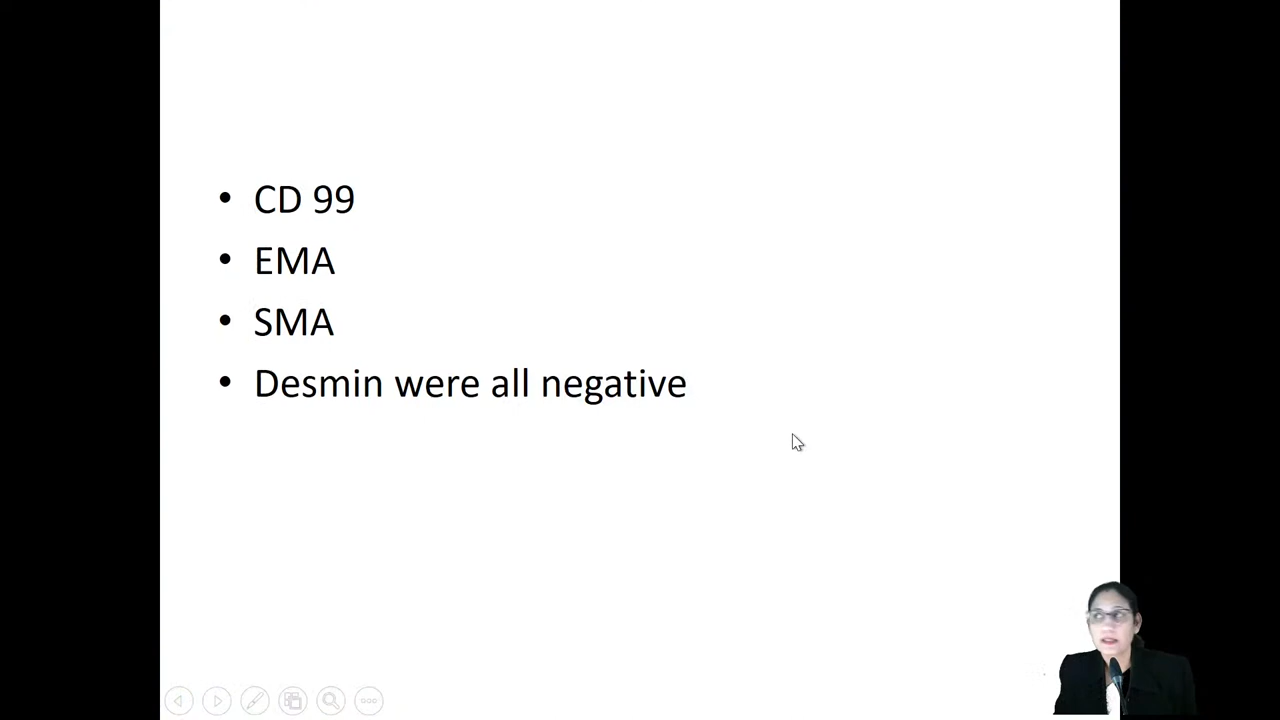 • CD 99
• EMA
• SMA
• Desmin were all negative